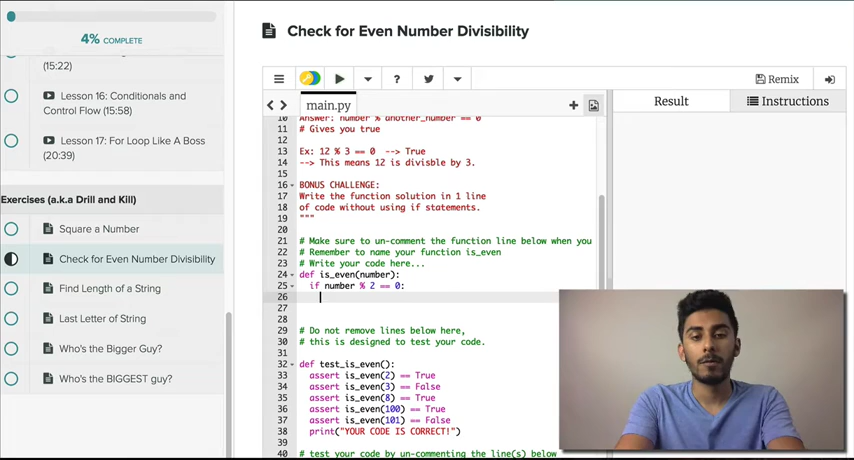 4% COMPLETE
(15:22)
Lesson 16: Conditionals and
Control Flow (15:58)
Lesson 17: For Loop Like A Boss
(20:39)
Exercises (a.k.a Drill and Kill)
Square a Number
Check for Even Number Divisibility
Find Length of a String
Last Letter of String
Who's the Bigger Guy?
Who's the BIGGEST guy?
Check for Even Number Divisibility
?
Remix
main.py
+
Result
Instructions
10 Answer: number % another_number == 0
11 # Gives you true
12
13 Ex: 12 % 3 == 0 --> True
14 --> This means 12 is divisble by 3.
15
16 BONUS CHALLENGE:
17 Write the function solution in 1 line
18 of code without using if statements.
19 """
20
21 # Make sure to un-comment the function line below when you
22 # Remember to name your function is_even
23 # Write your code here...
24 def is_even(number):
25 if number % 2 == 0:
26
27
28
29 # Do not remove lines below here,
30 # this is designed to test your code.
31
32 def test_is_even():
33 assert is_even(2) == True
34 assert is_even(3) == False
35 assert is_even(8) == True
36 assert is_even(100) == True
37 assert is_even(101) == False
38 print("YOUR CODE IS CORRECT!")
39
40 # test your code by un-commenting the line(s) below